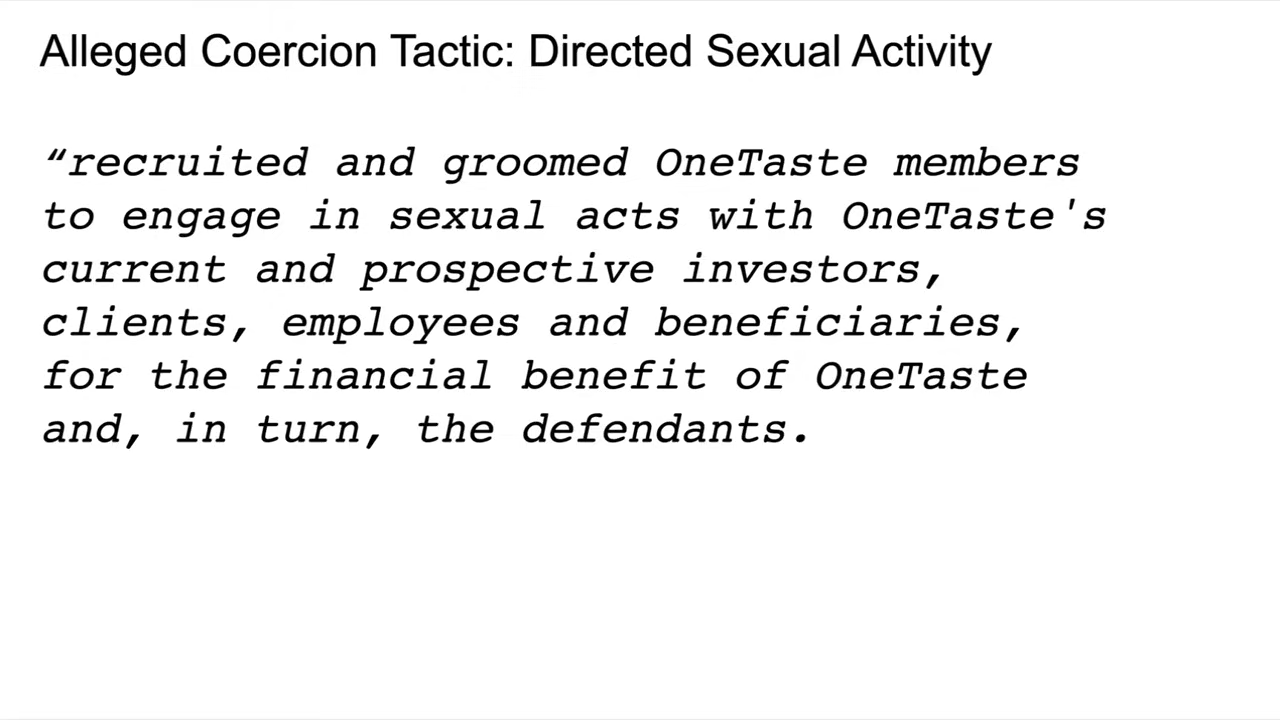 Alleged Coercion Tactic: Directed Sexual Activity
“recruited and groomed OneTaste members
to engage in sexual acts with OneTaste's
current and prospective investors,
clients, employees and beneficiaries,
for the financial benefit of OneTaste
and, in turn, the defendants.